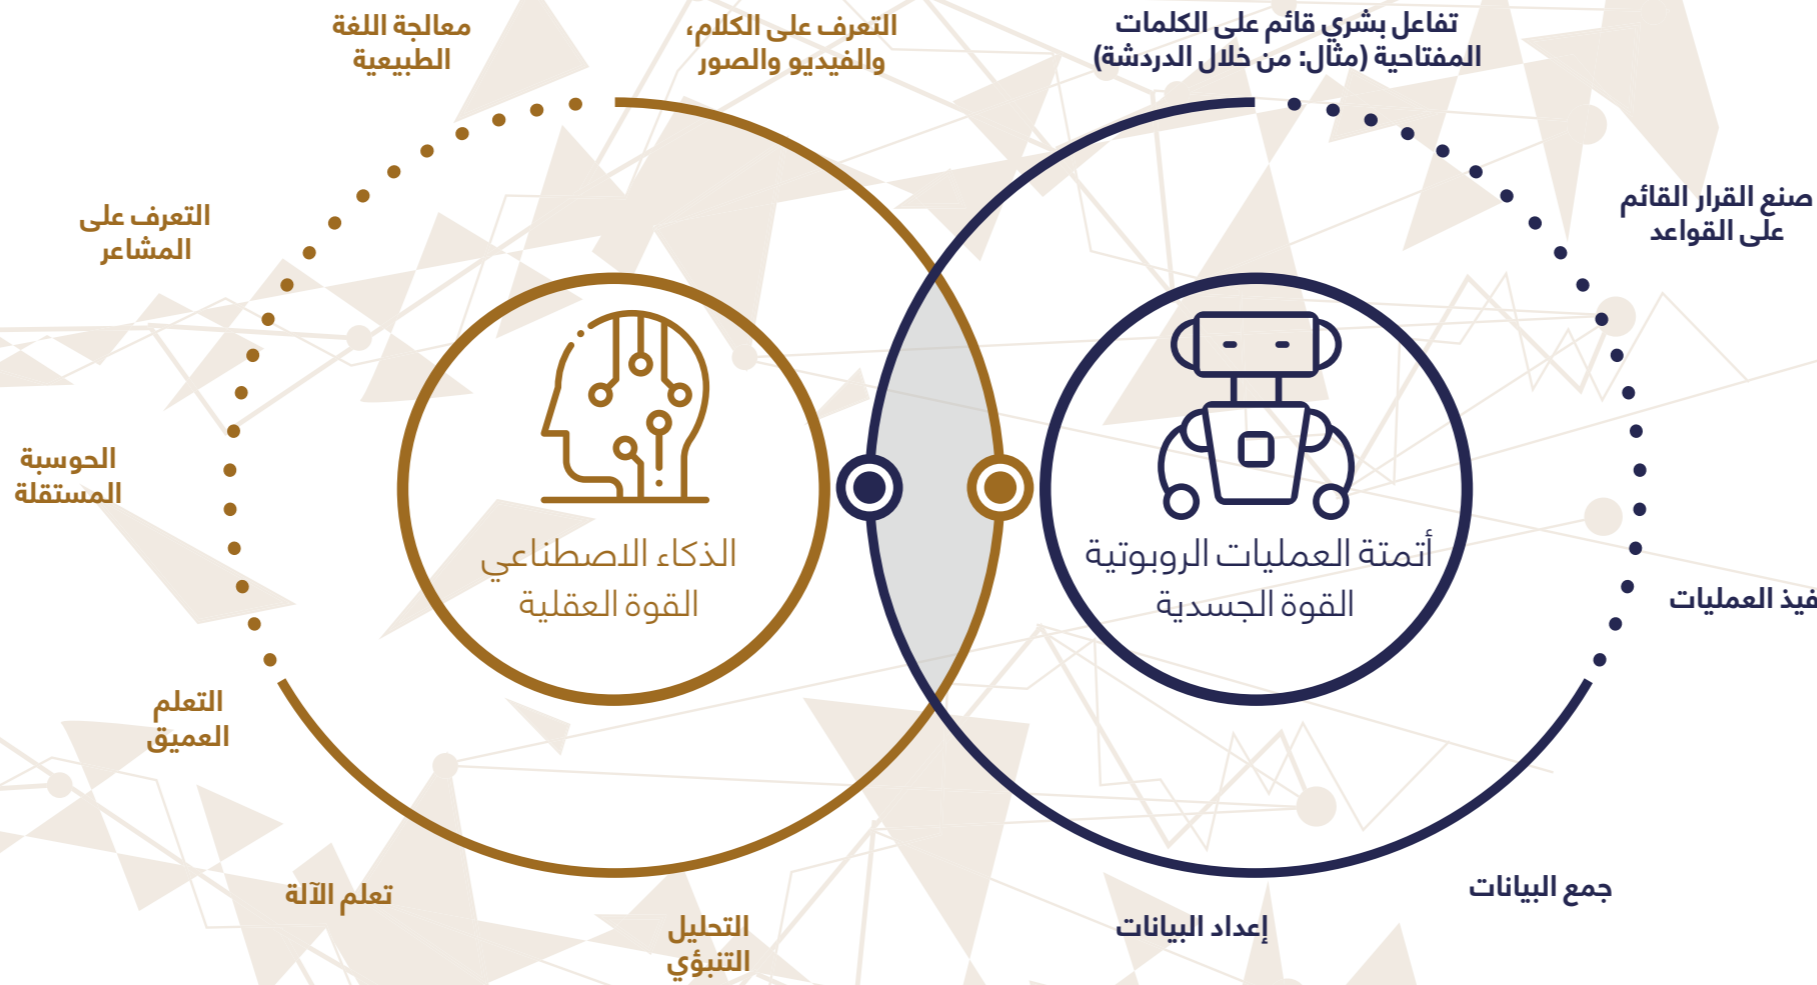 تفاعل بشري قائم على الكلمات
المفتاحية (مثال: من خلال الدردشة)
صنع القرار القائم
على القواعد
العمليات
جمع البيانات
إعداد البيانات
أتمتة العمليات الروبوتية
القوة الجسدية
التعرف على الكلام،
والفيديو والصور
معالجة اللغة
الطبيعية
التعرف على
المشاعر
الحوسبة
المستقلة
التعلم
العميق
تعلم الآلة
التحليل
التنبؤي
الذكاء الاصطناعي
القوة العقلية